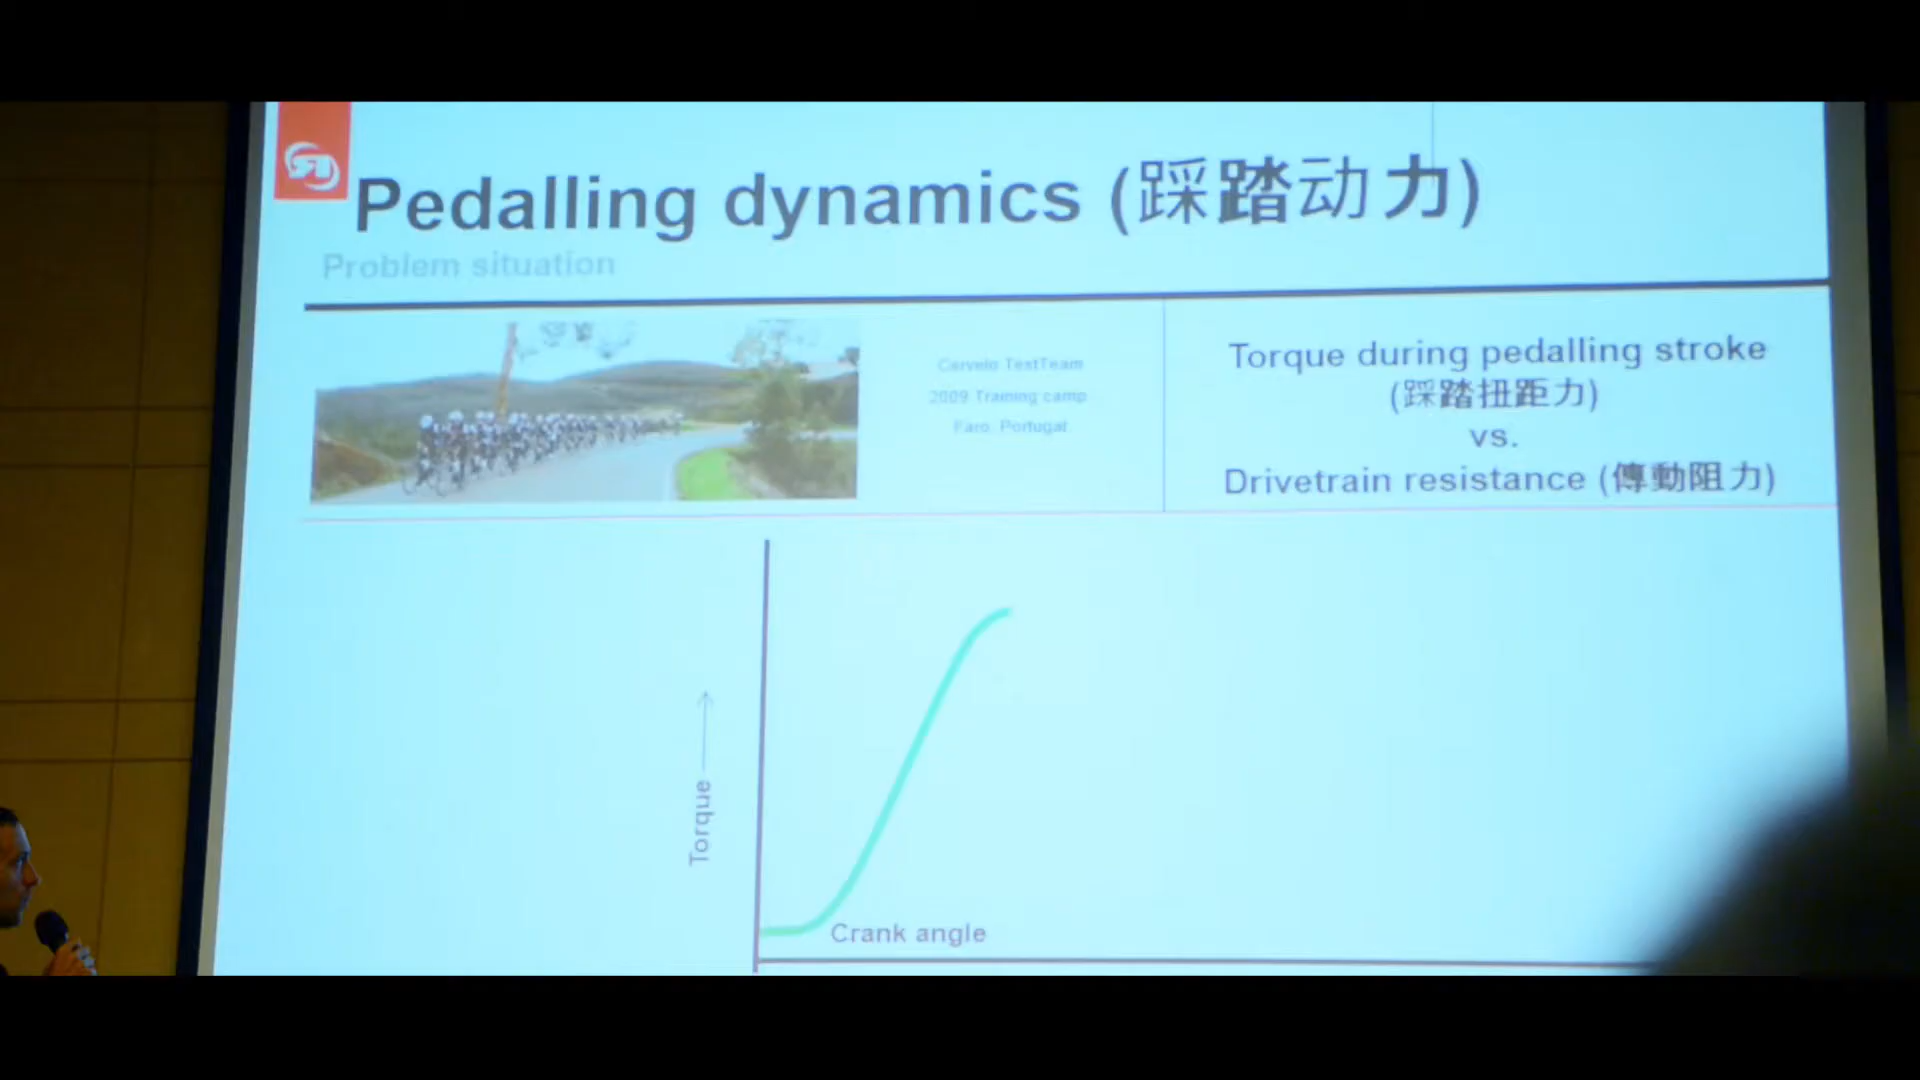 Pedalling dynamics (踩踏动力)
Problem situation
Cervelo TestTeam
2009 Training camp
Faro, Portugal
Torque during pedalling stroke
(踩踏扭距力)
vs.
Drivetrain resistance (傳動阻力)
Torque
Crank angle